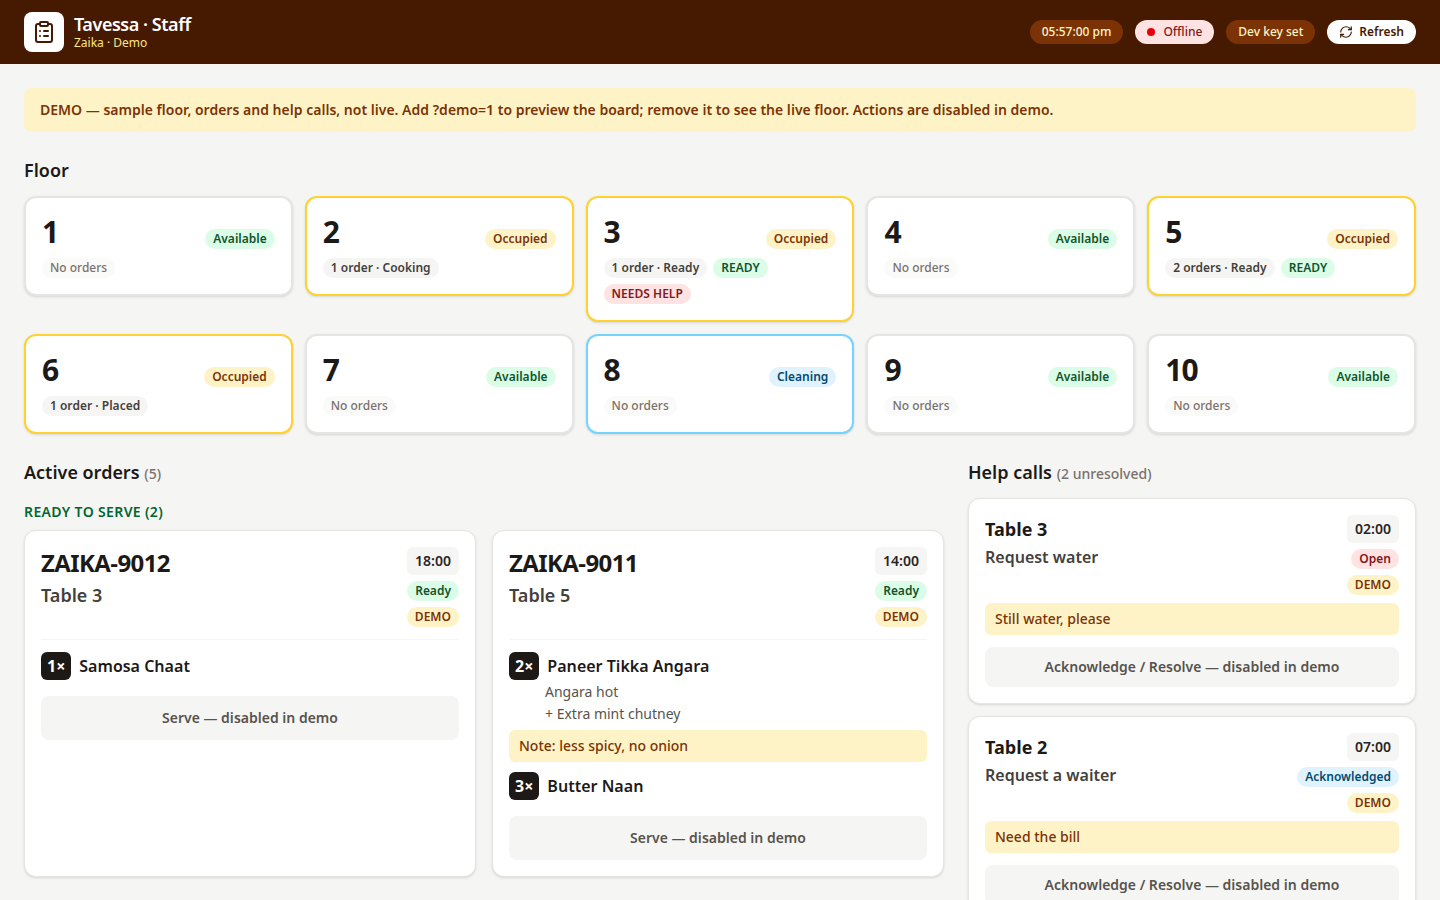 Tavessa · Staff
Zaika · Demo
05:57:00 pm
Offline
Dev key set
Refresh
DEMO — sample floor, orders and help calls, not live. Add ?demo=1 to preview the board; remove it to see the live floor. Actions are disabled in demo.
Floor
1
Available
No orders
2
Occupied
1 order · Cooking
3
Occupied
1 order · Ready
READY
NEEDS HELP
4
Available
No orders
5
Occupied
2 orders · Ready
READY
6
Occupied
1 order · Placed
7
Available
No orders
8
Cleaning
No orders
9
Available
No orders
10
Available
No orders
Active orders (5)
READY TO SERVE (2)
ZAIKA-9012
18:00
Table 3
Ready
DEMO
1× Samosa Chaat
Serve — disabled in demo
ZAIKA-9011
14:00
Table 5
Ready
DEMO
2× Paneer Tikka Angara
Angara hot
+ Extra mint chutney
Note: less spicy, no onion
3× Butter Naan
Serve — disabled in demo
Help calls (2 unresolved)
Table 3
02:00
Request water
Open
DEMO
Still water, please
Acknowledge / Resolve — disabled in demo
Table 2
07:00
Request a waiter
Acknowledged
DEMO
Need the bill
Acknowledge / Resolve — disabled in demo